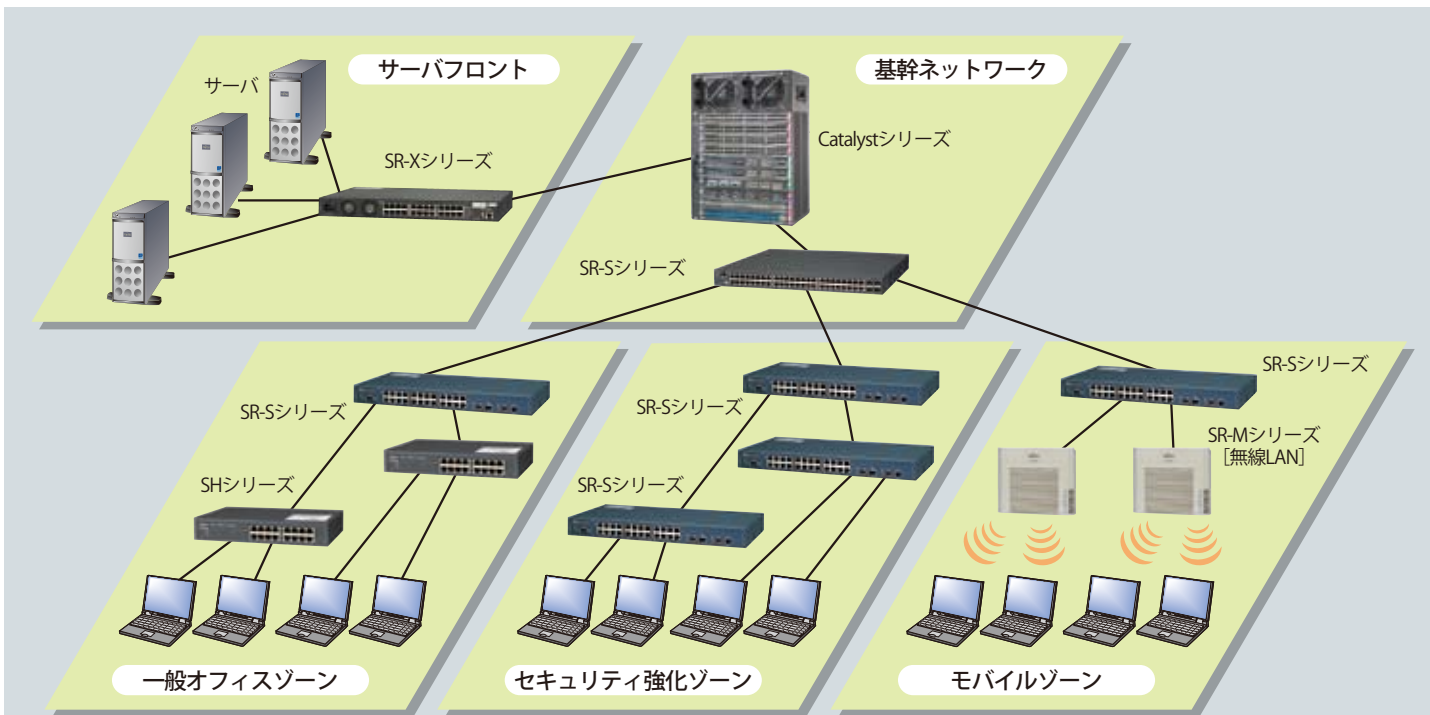 サーバフロント
サーバ
SR-Xシリーズ
基幹ネットワーク
Catalystシリーズ
SR-Sシリーズ
SR-Sシリーズ
SHシリーズ
一般オフィスゾーン
SR-Sシリーズ
SR-Sシリーズ
セキュリティ強化ゾーン
SR-Sシリーズ
SR-Mシリーズ
［無線LAN］
モバイルゾーン